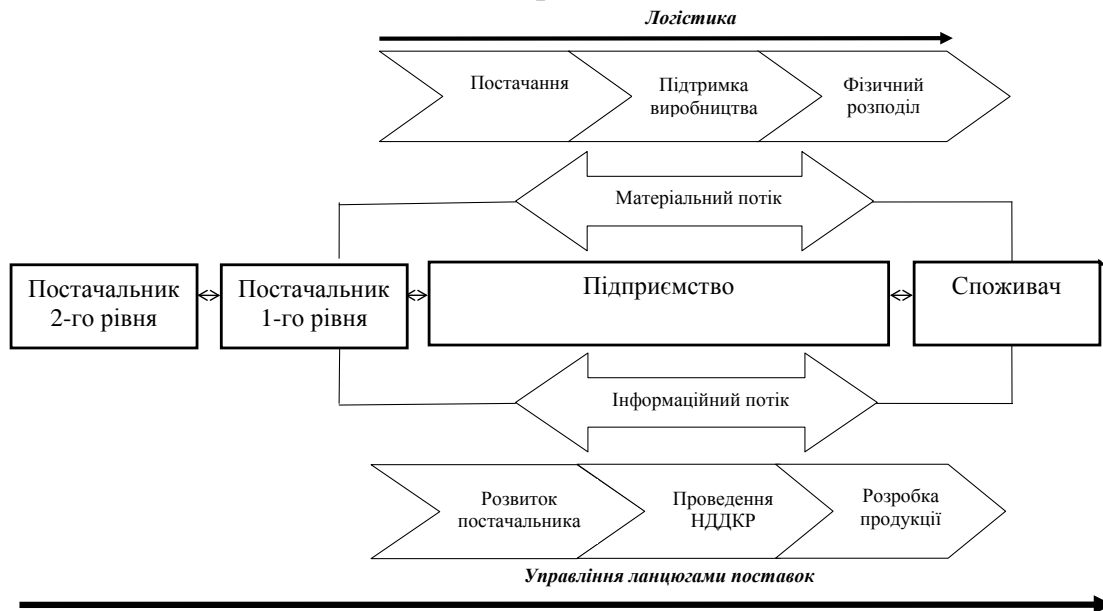 Логістика
Постачання
Підтримка
виробництва
Фізичний
розподіл
Матеріальний потік
Постачальник
2-го рівня
Постачальник
1-го рівня
Підприємство
Споживач
Інформаційний потік
Розвиток
постачальника
Проведення
НДДКР
Розробка
продукції
Управління ланцюгами поставок